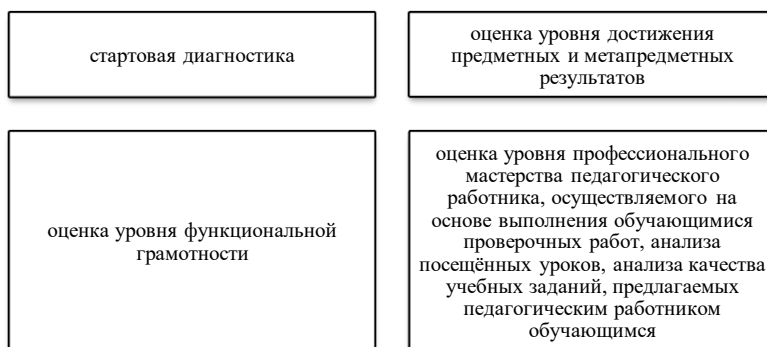 стартовая диагностика
оценка уровня достижения
предметных и метапредметных
результатов
оценка уровня функциональной
грамотности
оценка уровня профессионального
мастерства педагогического
работника, осуществляемого на
основе выполнения обучающимися
проверочных работ, анализа
посещённых уроков, анализа качества
учебных заданий, предлагаемых
педагогическим работником
обучающимся